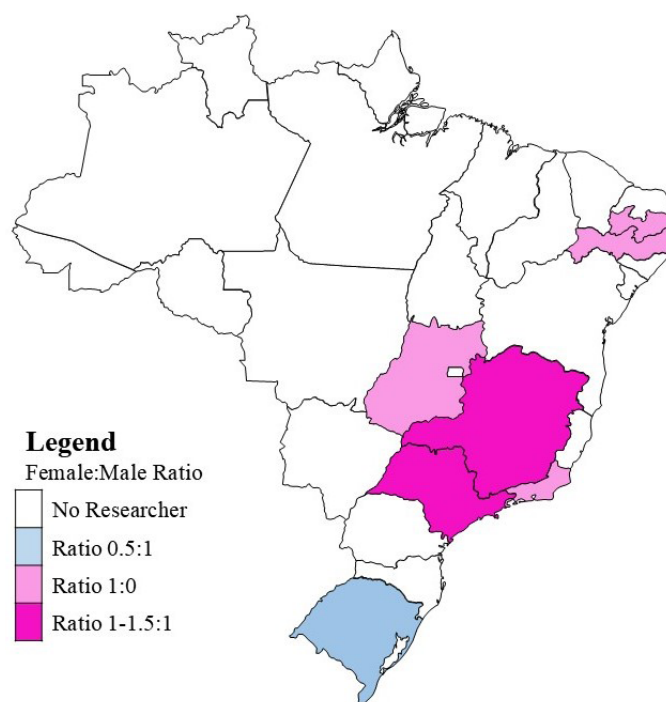 Legend
Female:Male Ratio
No Researcher
Ratio 0.5:1
Ratio 1:0
Ratio 1-1.5:1